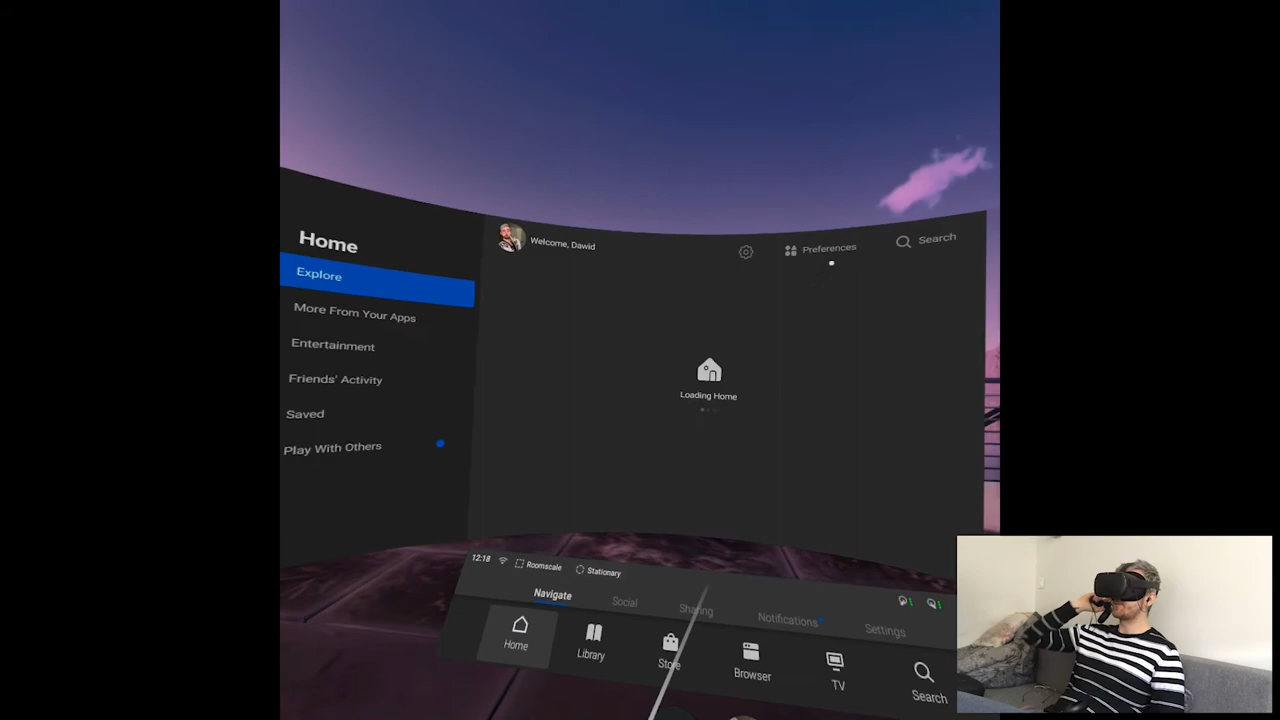 Home
Explore
More From Your Apps
Entertainment
Friends' Activity
Saved
Play With Others
Welcome, Dawid
Preferences
Search
Loading Home
12:18
Roomscale
Stationary
Navigate
Social
Sharing
Notifications
Settings
Home
Library
Store
Browser
TV
Search